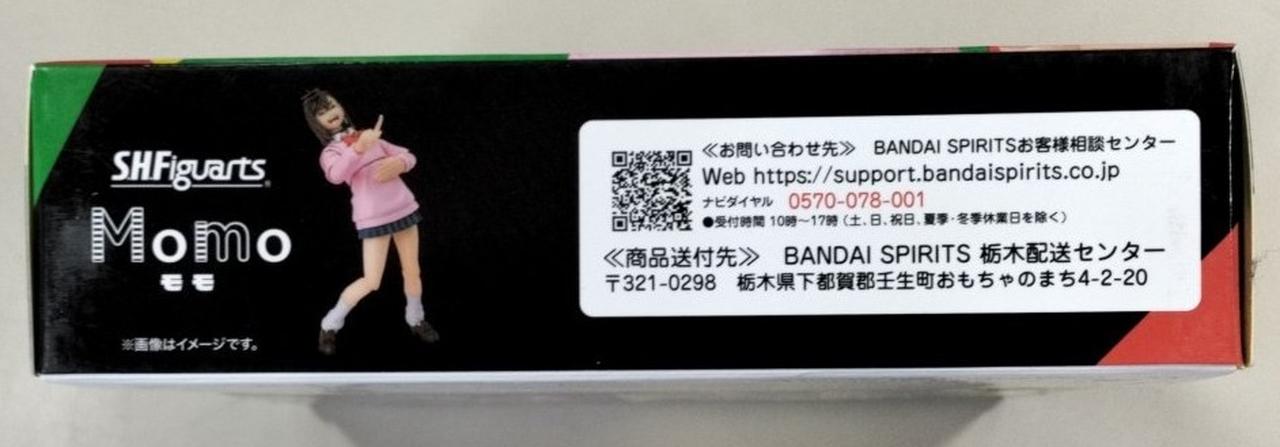 S.H.Figuarts
Momo
モモ
※画像はイメージです。
≪お問い合わせ先≫ BANDAI SPIRITSお客様相談センター
Web https://support.bandaispirits.co.jp
ナビダイヤル 0570-078-001
●受付時間 10時〜17時（土、日、祝日、夏季・冬季休業日を除く）
≪商品送付先≫ BANDAI SPIRITS 栃木配送センター
〒321-0298 栃木県下都賀郡壬生町おもちゃのまち4-2-20